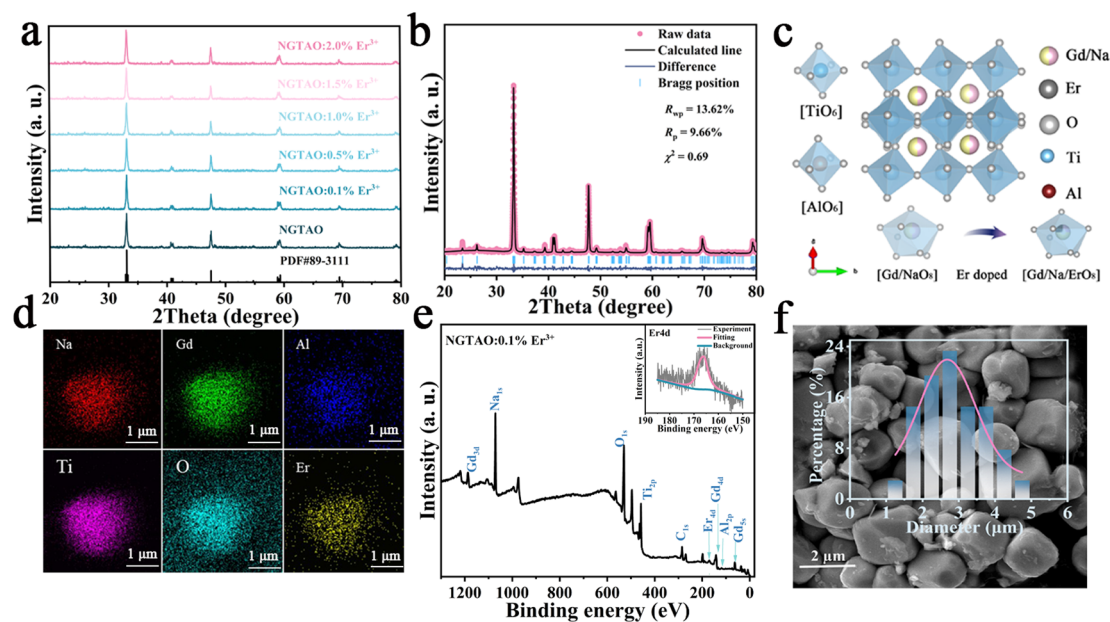 a
Intensity (a. u.)
NGTAO:2.0% Er³⁺
NGTAO:1.5% Er³⁺
NGTAO:1.0% Er³⁺
NGTAO:0.5% Er³⁺
NGTAO:0.1% Er³⁺
NGTAO
PDF#89-3111
20 30 40 50 60 70 80
2Theta (degree)
b
Intensity (a. u.)
Raw data
Calculated line
Difference
Bragg position
Rwp = 13.62%
Rp = 9.66%
χ² = 0.69
20 30 40 50 60 70 80
2Theta (degree)
c
[TiO₆]
[AlO₆]
Gd/Na
Er
O
Ti
Al
a
b
[Gd/NaO₈]
Er doped
[Gd/Na/ErO₈]
d
Na
1 μm
Gd
1 μm
Al
1 μm
Ti
1 μm
O
1 μm
Er
1 μm
e
NGTAO:0.1% Er³⁺
Intensity (a. u.)
Gd3d
Na1s
O1s
Ti2p
C1s
Er4d
Gd4d
Al2p
Gd5s
1200 1000 800 600 400 200 0
Binding energy (eV)
Er4d
Experiment
Fitting
Background
Intensity (a.u.)
190 180 170 160 150
Binding energy (eV)
f
Percentage (%)
24
16
8
0
0 1 2 3 4 5 6
Diameter (μm)
2 μm